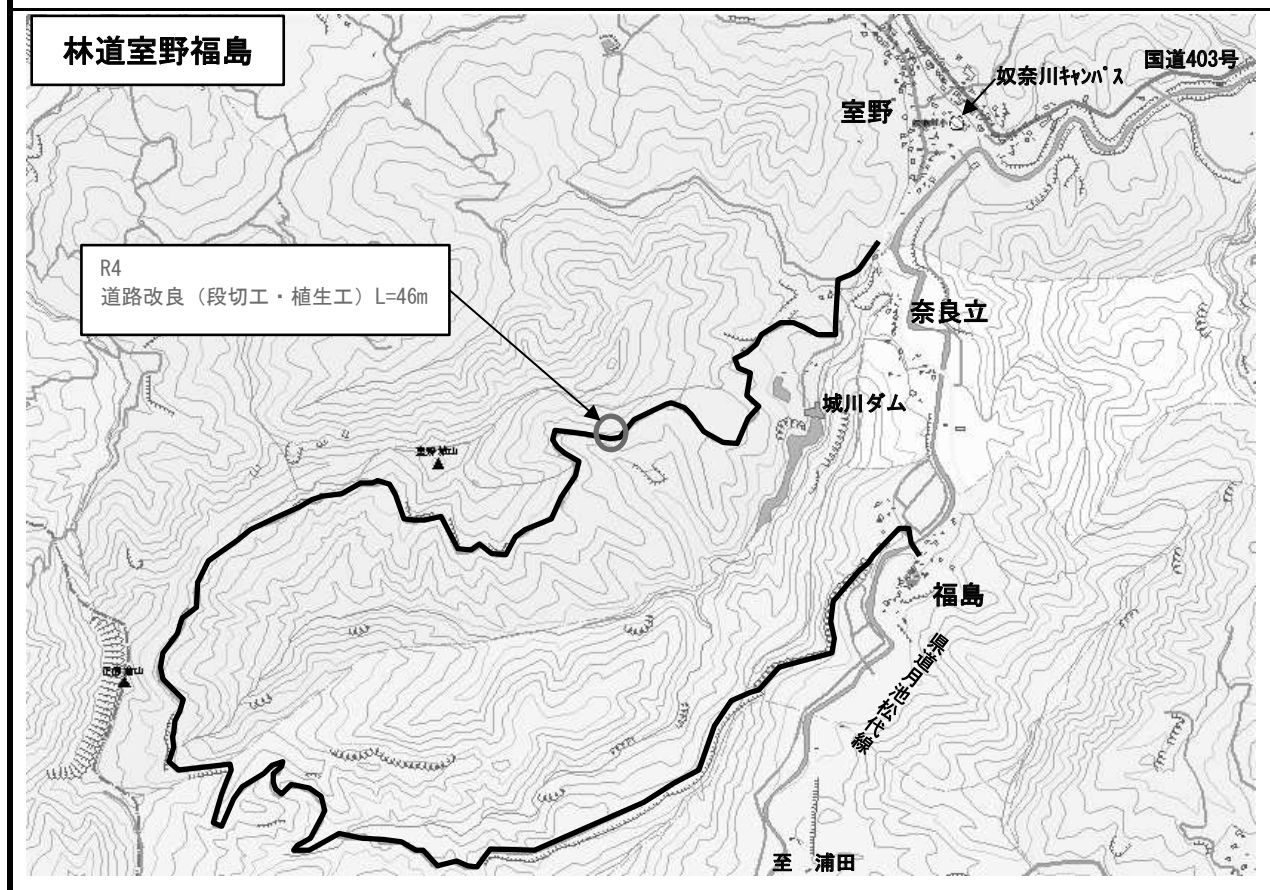 林道室野福島
国道403号
奴奈川ｷｬﾝﾊﾟｽ
室野
R4
道路改良（段切工・植生工）L=46m
奈良立
城川ダム
福島
県道月池松代線
至 浦田